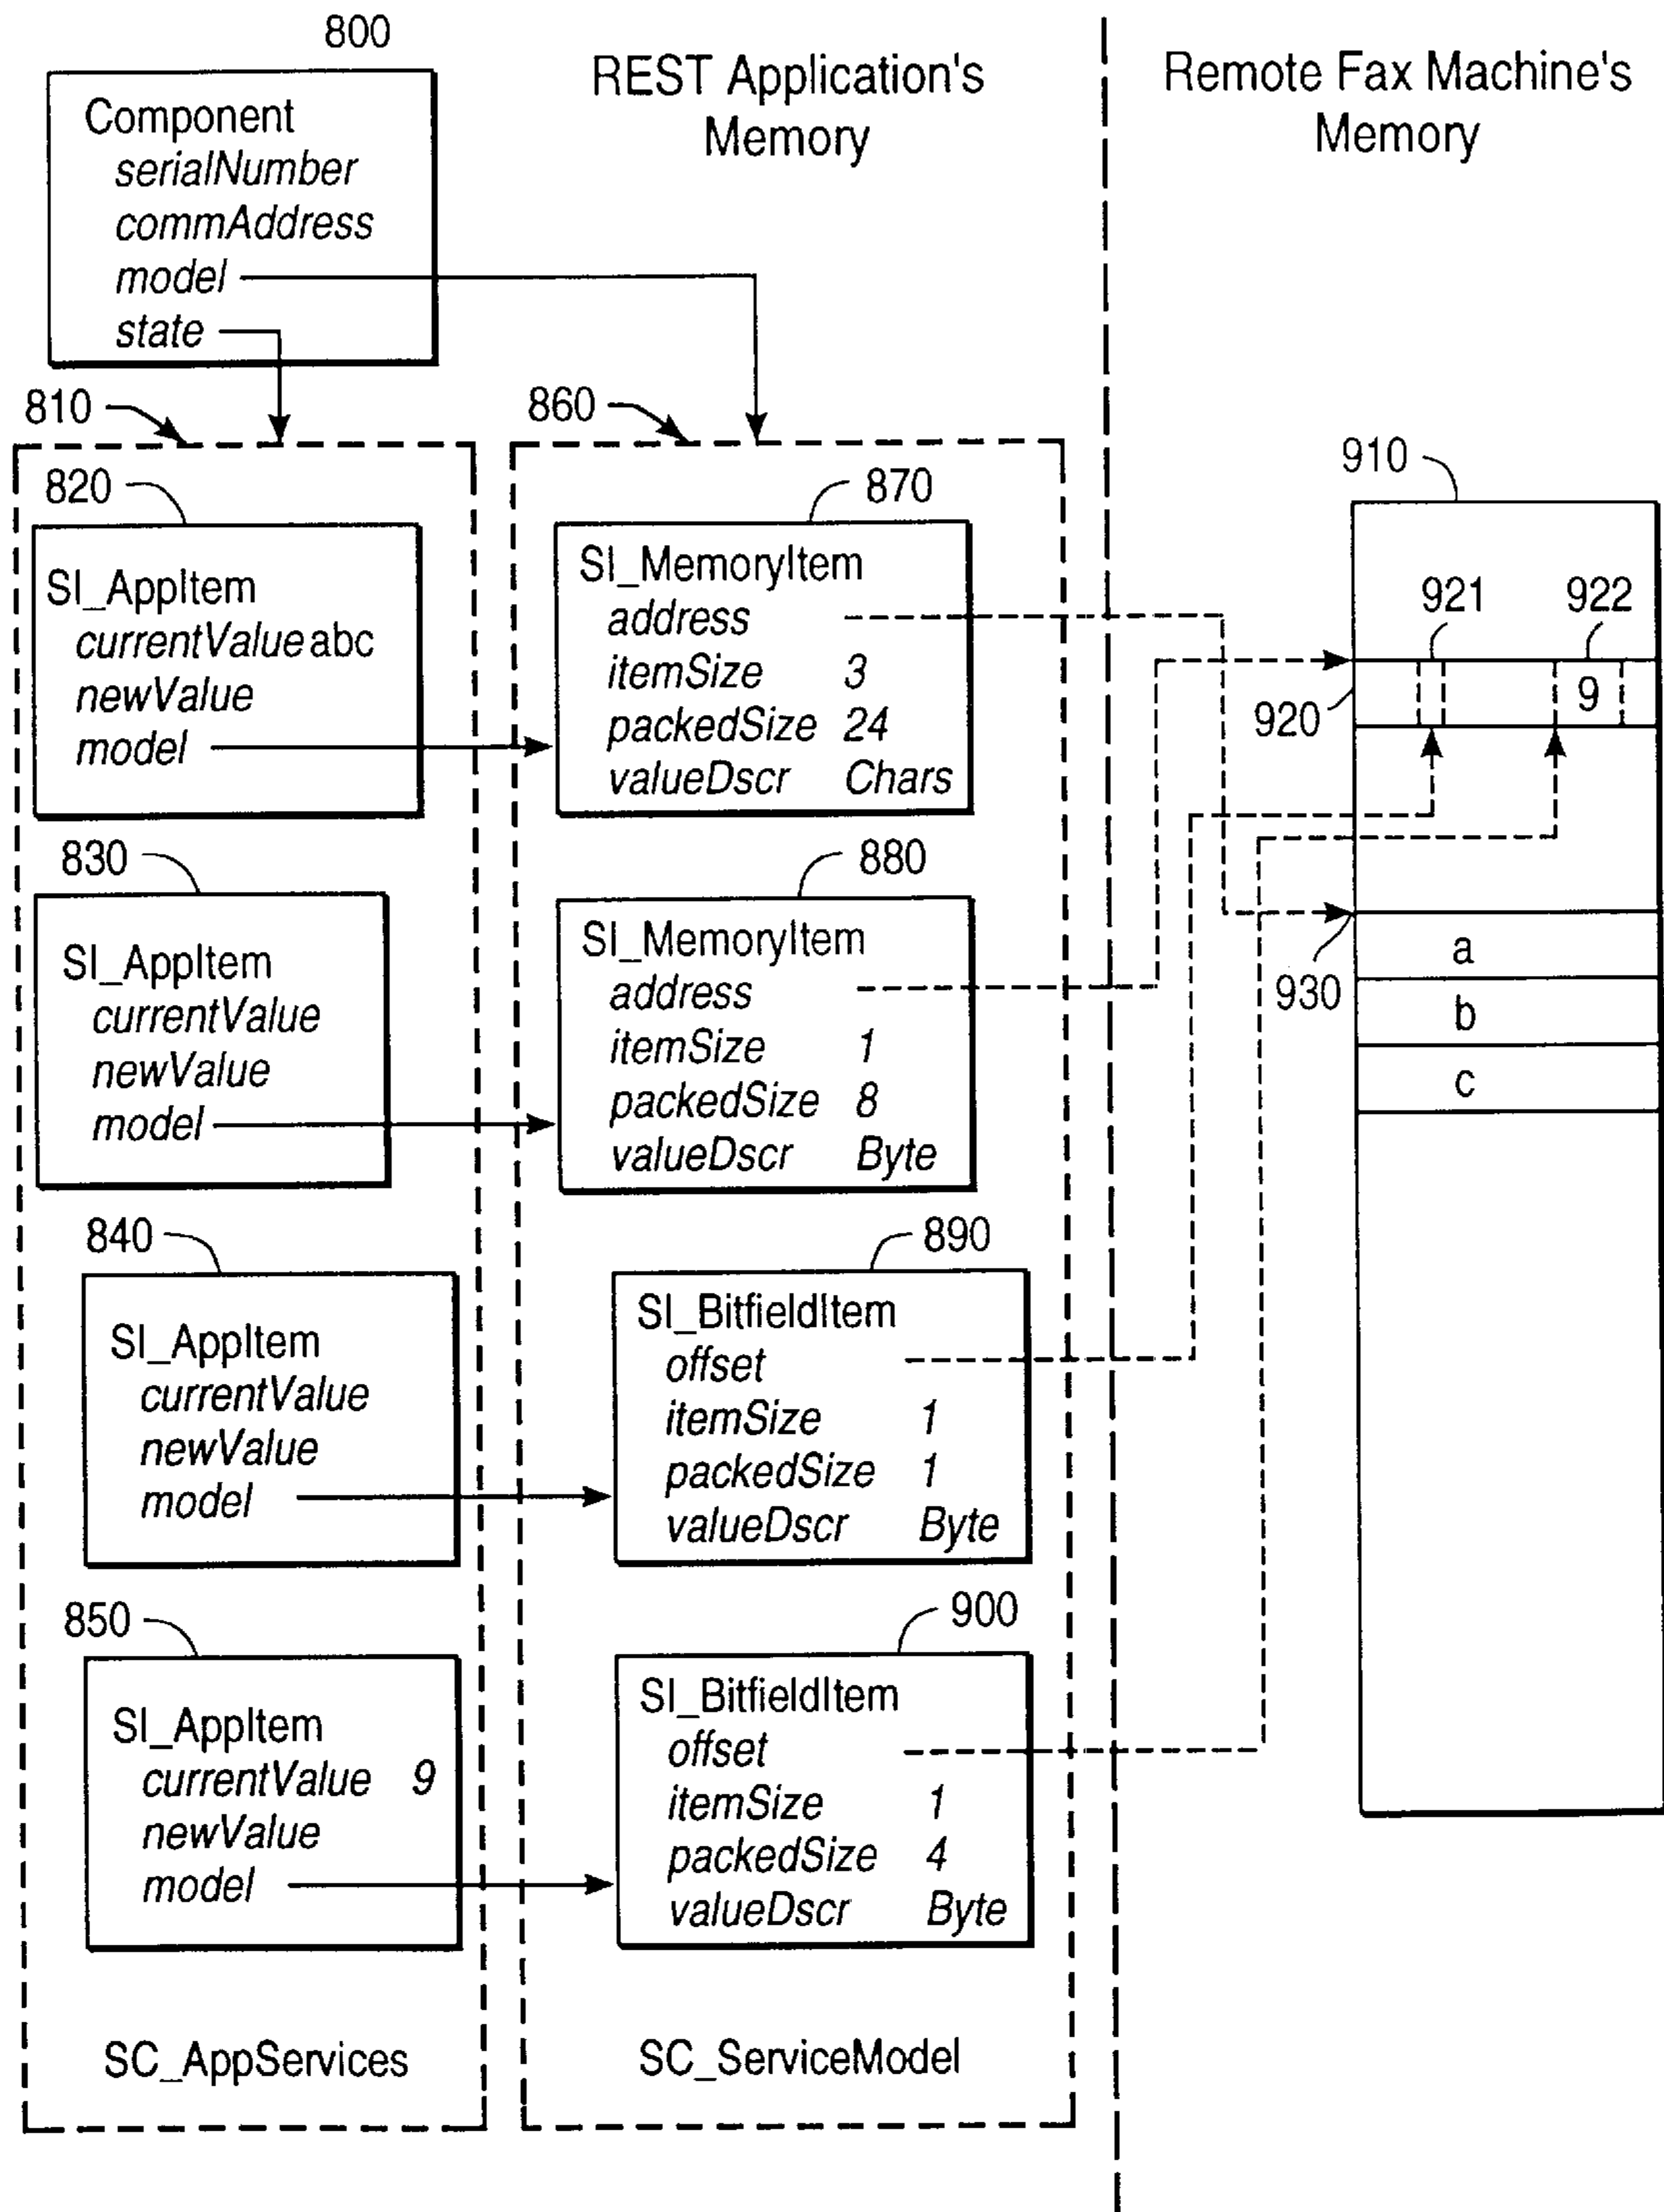 800
Component
serialNumber
commAddress
model
state
REST Application's
Memory
Remote Fax Machine's
Memory
810
820
SI_AppItem
currentValue abc
newValue
model
830
SI_AppItem
currentValue
newValue
model
840
SI_AppItem
currentValue
newValue
model
850
SI_AppItem
currentValue 9
newValue
model
SC_AppServices
860
870
SI_MemoryItem
address
itemSize 3
packedSize 24
valueDscr Chars
880
SI_MemoryItem
address
itemSize 1
packedSize 8
valueDscr Byte
890
SI_BitfieldItem
offset
itemSize 1
packedSize 1
valueDscr Byte
900
SI_BitfieldItem
offset
itemSize 1
packedSize 4
valueDscr Byte
SC_ServiceModel
910
921 922
9
920
930
a
b
c